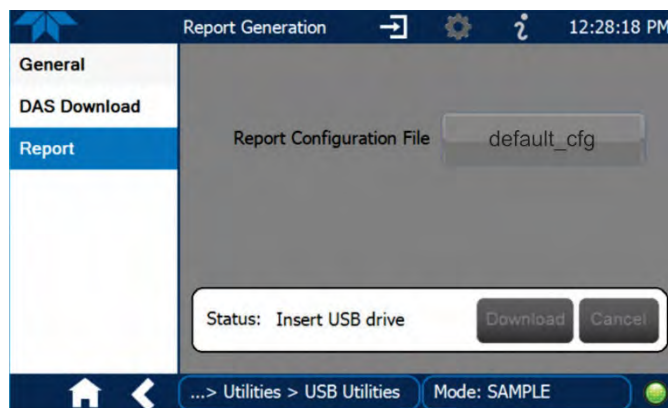 Report Generation
12:28:18 PM
General
DAS Download
Report
Report Configuration File
default_cfg
Status: Insert USB drive
Download
Cancel
...> Utilities > USB Utilities
Mode: SAMPLE